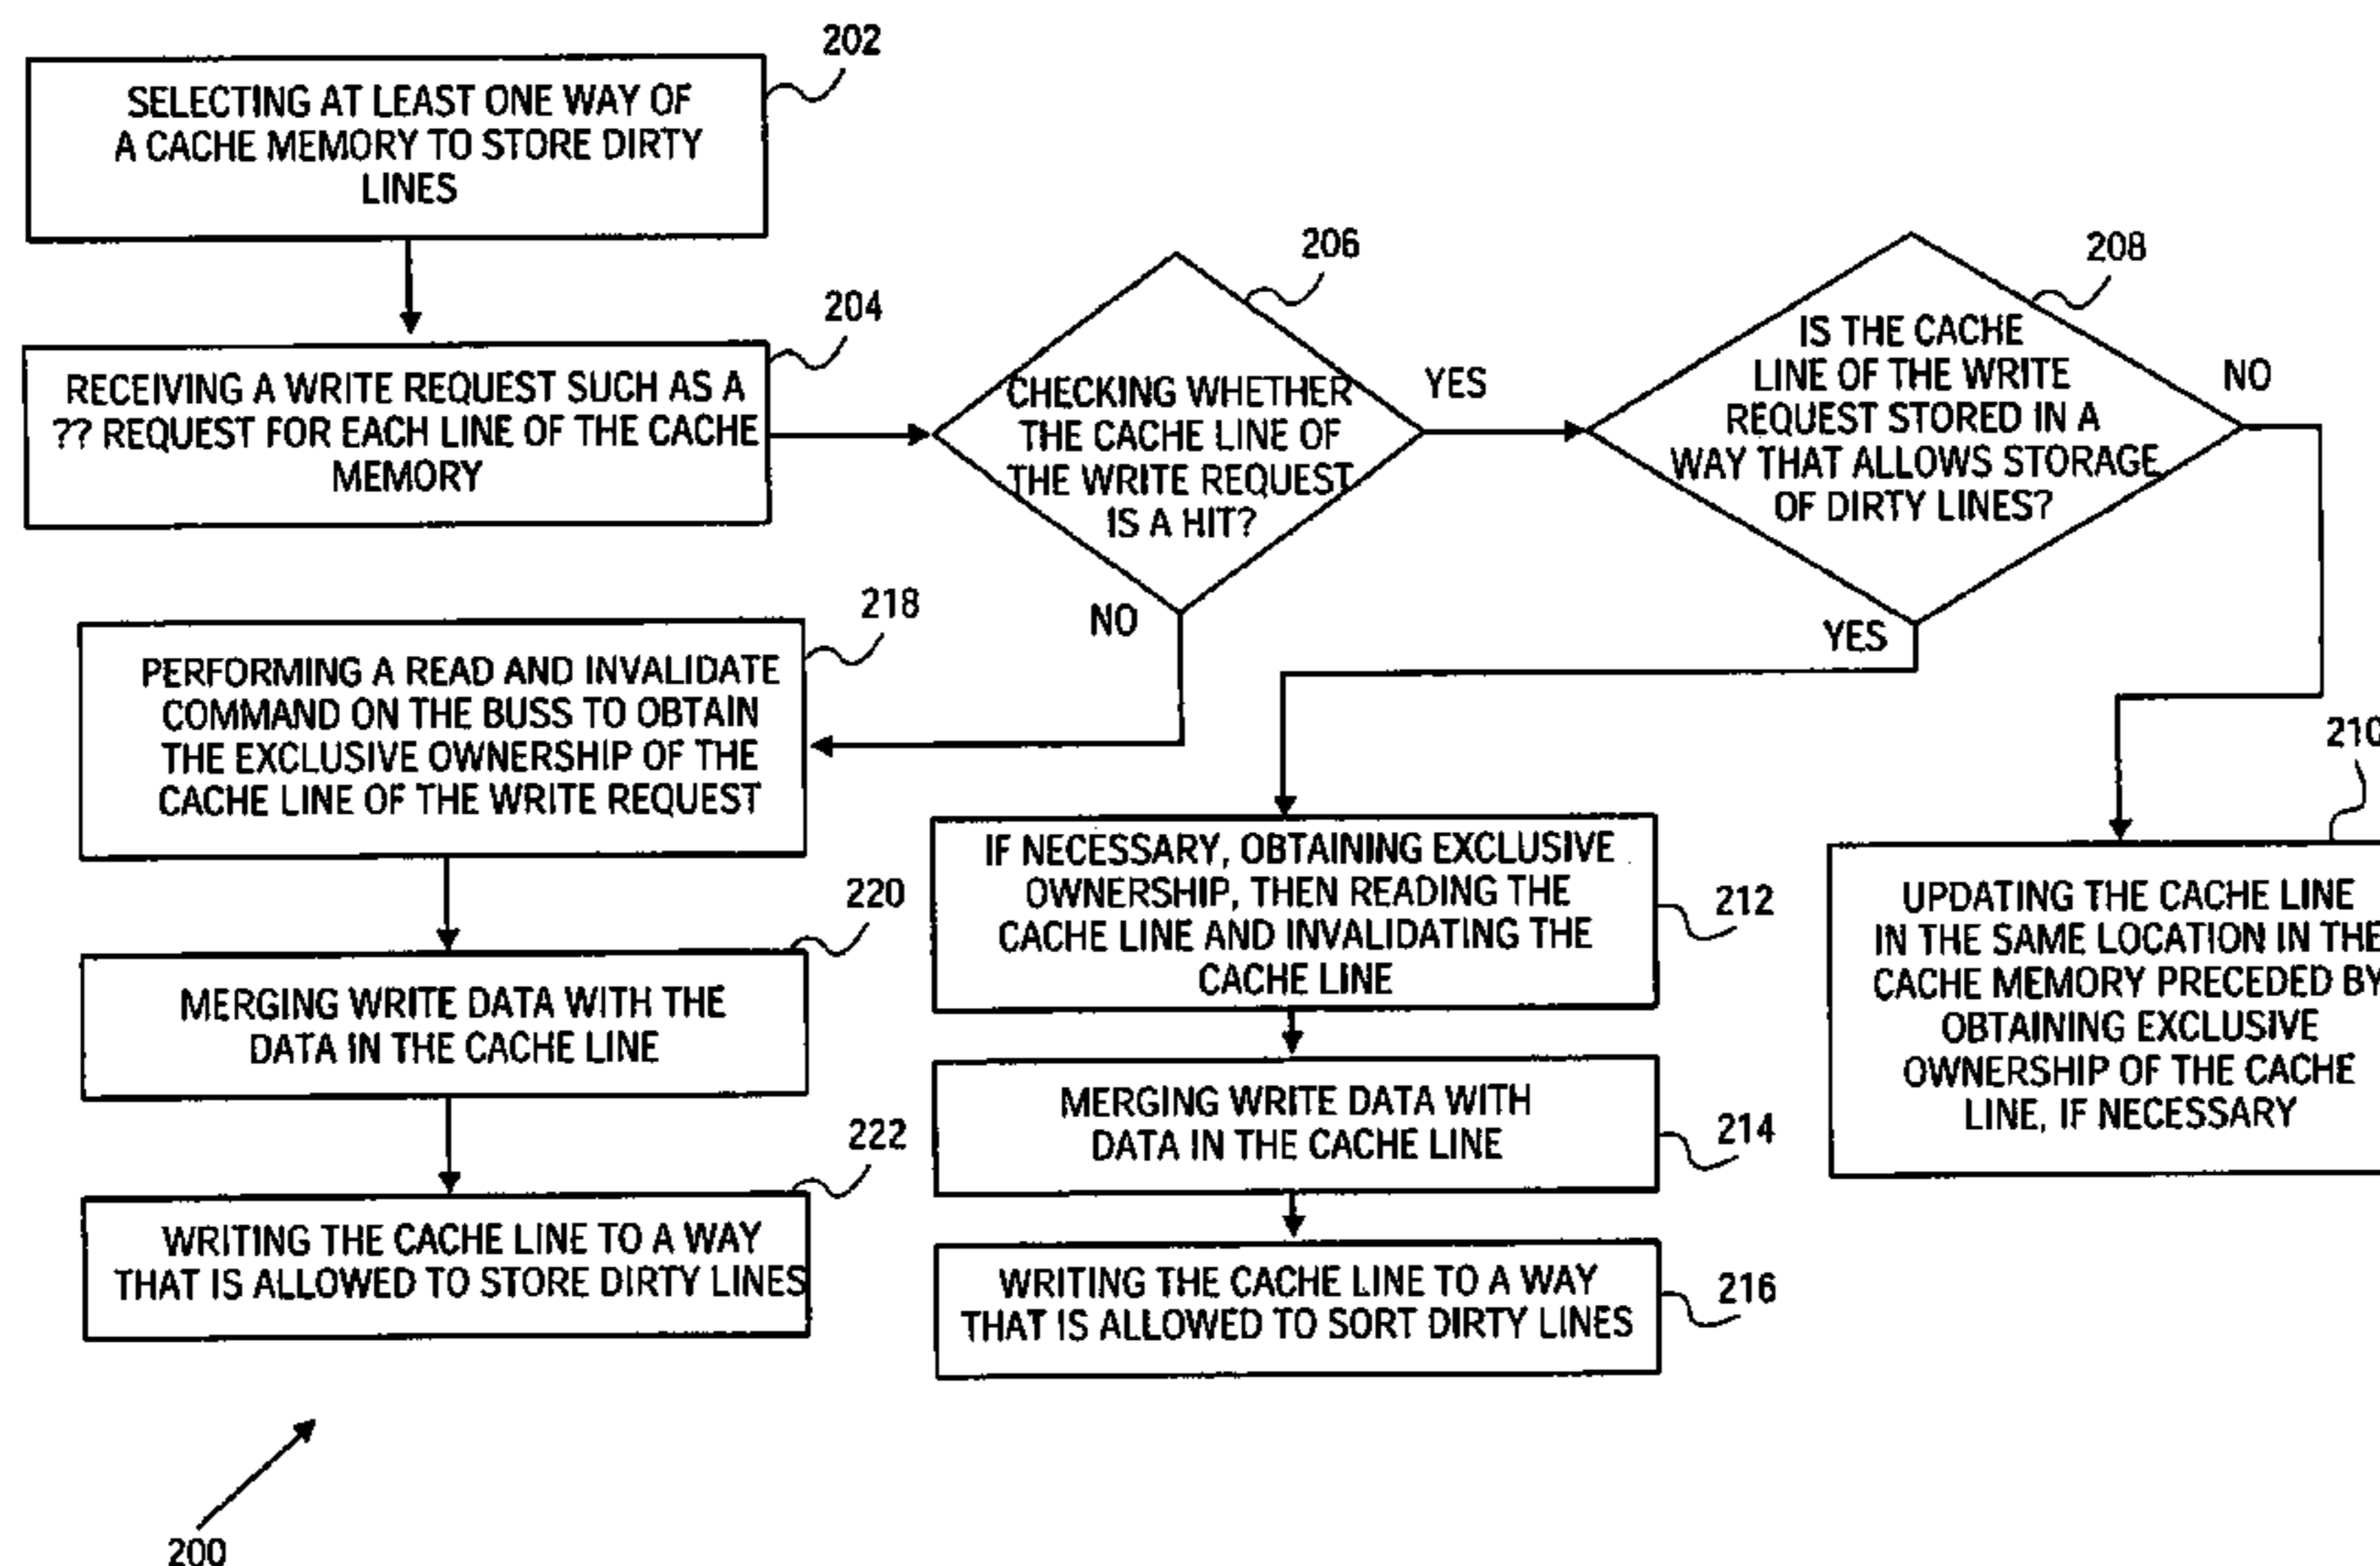 202
SELECTING AT LEAST ONE WAY OF
A CACHE MEMORY TO STORE DIRTY
LINES
204
RECEIVING A WRITE REQUEST SUCH AS A
?? REQUEST FOR EACH LINE OF THE CACHE
MEMORY
206
CHECKING WHETHER
THE CACHE LINE OF
THE WRITE REQUEST
IS A HIT?
YES
NO
208
IS THE CACHE
LINE OF THE WRITE
REQUEST STORED IN A
WAY THAT ALLOWS STORAGE
OF DIRTY LINES?
NO
YES
218
PERFORMING A READ AND INVALIDATE
COMMAND ON THE BUSS TO OBTAIN
THE EXCLUSIVE OWNERSHIP OF THE
CACHE LINE OF THE WRITE REQUEST
220
MERGING WRITE DATA WITH THE
DATA IN THE CACHE LINE
222
WRITING THE CACHE LINE TO A WAY
THAT IS ALLOWED TO STORE DIRTY LINES
212
IF NECESSARY, OBTAINING EXCLUSIVE
OWNERSHIP, THEN READING THE
CACHE LINE AND INVALIDATING THE
CACHE LINE
214
MERGING WRITE DATA WITH
DATA IN THE CACHE LINE
216
WRITING THE CACHE LINE TO A WAY
THAT IS ALLOWED TO SORT DIRTY LINES
210
UPDATING THE CACHE LINE
IN THE SAME LOCATION IN THE
CACHE MEMORY PRECEDED BY
OBTAINING EXCLUSIVE
OWNERSHIP OF THE CACHE
LINE, IF NECESSARY
200